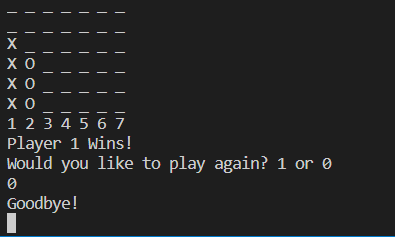 _ _ _ _ _ _ _
_ _ _ _ _ _ _
X _ _ _ _ _ _
X O _ _ _ _ _
X O _ _ _ _ _
X O _ _ _ _ _
1 2 3 4 5 6 7
Player 1 Wins!
Would you like to play again? 1 or 0
0
Goodbye!